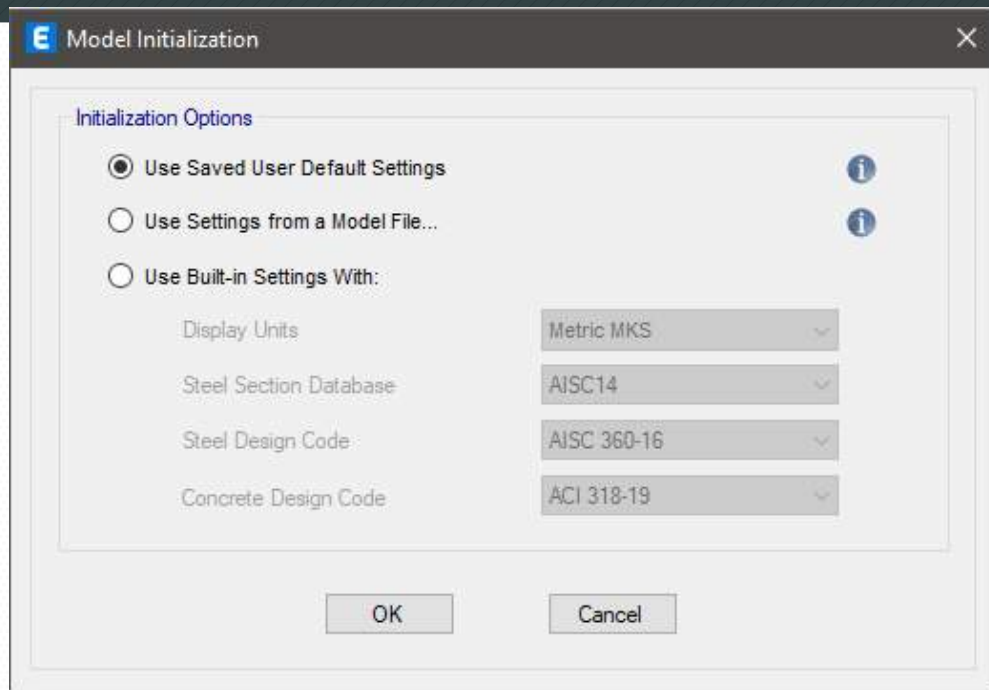 E Model Initialization
Initialization Options
Use Saved User Default Settings
Use Settings from a Model File...
Use Built-in Settings With:
Display Units Metric MKS
Steel Section Database AISC14
Steel Design Code AISC 360-16
Concrete Design Code ACI 318-19
OK Cancel